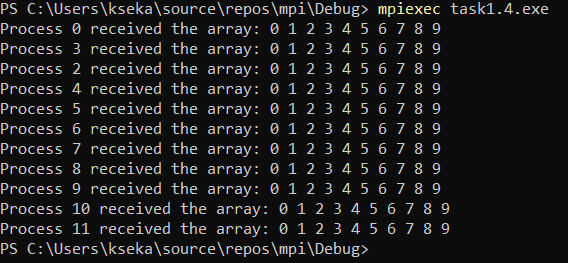 PS C:\Users\kseka\source\repos\mpi\Debug> mpiexec task1.4.exe
Process 0 received the array: 0 1 2 3 4 5 6 7 8 9
Process 3 received the array: 0 1 2 3 4 5 6 7 8 9
Process 2 received the array: 0 1 2 3 4 5 6 7 8 9
Process 4 received the array: 0 1 2 3 4 5 6 7 8 9
Process 5 received the array: 0 1 2 3 4 5 6 7 8 9
Process 6 received the array: 0 1 2 3 4 5 6 7 8 9
Process 7 received the array: 0 1 2 3 4 5 6 7 8 9
Process 8 received the array: 0 1 2 3 4 5 6 7 8 9
Process 9 received the array: 0 1 2 3 4 5 6 7 8 9
Process 10 received the array: 0 1 2 3 4 5 6 7 8 9
Process 11 received the array: 0 1 2 3 4 5 6 7 8 9
PS C:\Users\kseka\source\repos\mpi\Debug>